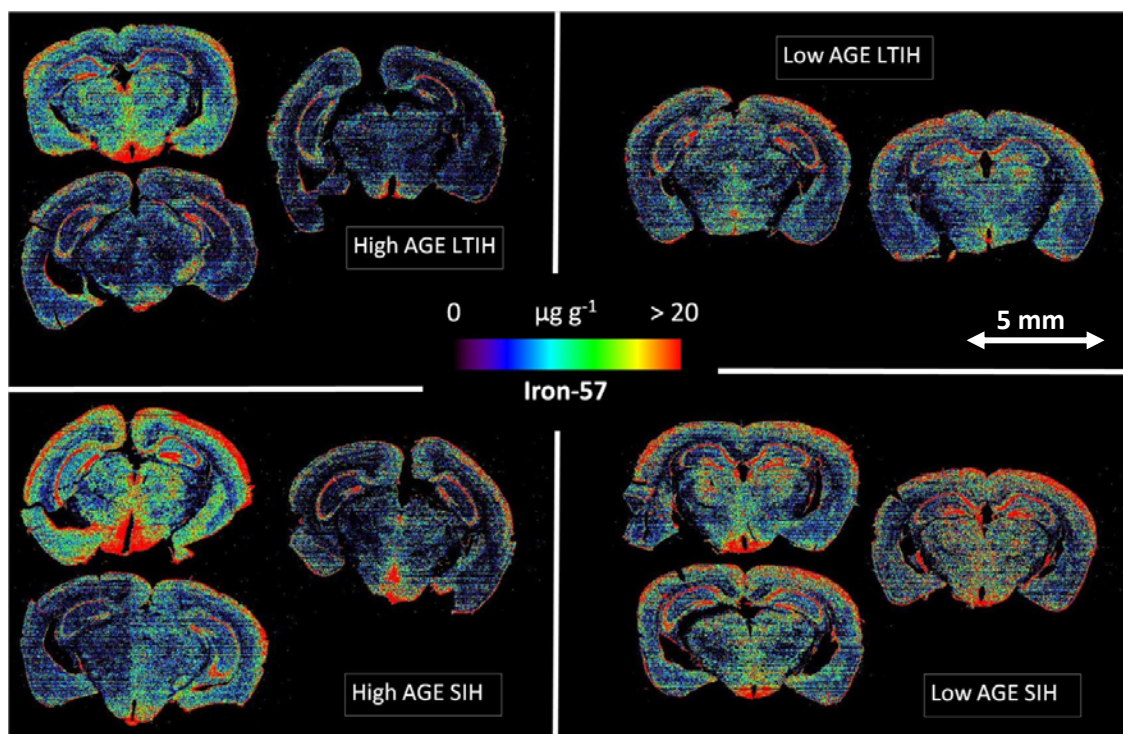 Low AGE LTIH
High AGE LTIH
0 µg g⁻¹ > 20
Iron-57
5 mm
High AGE SIH
Low AGE SIH